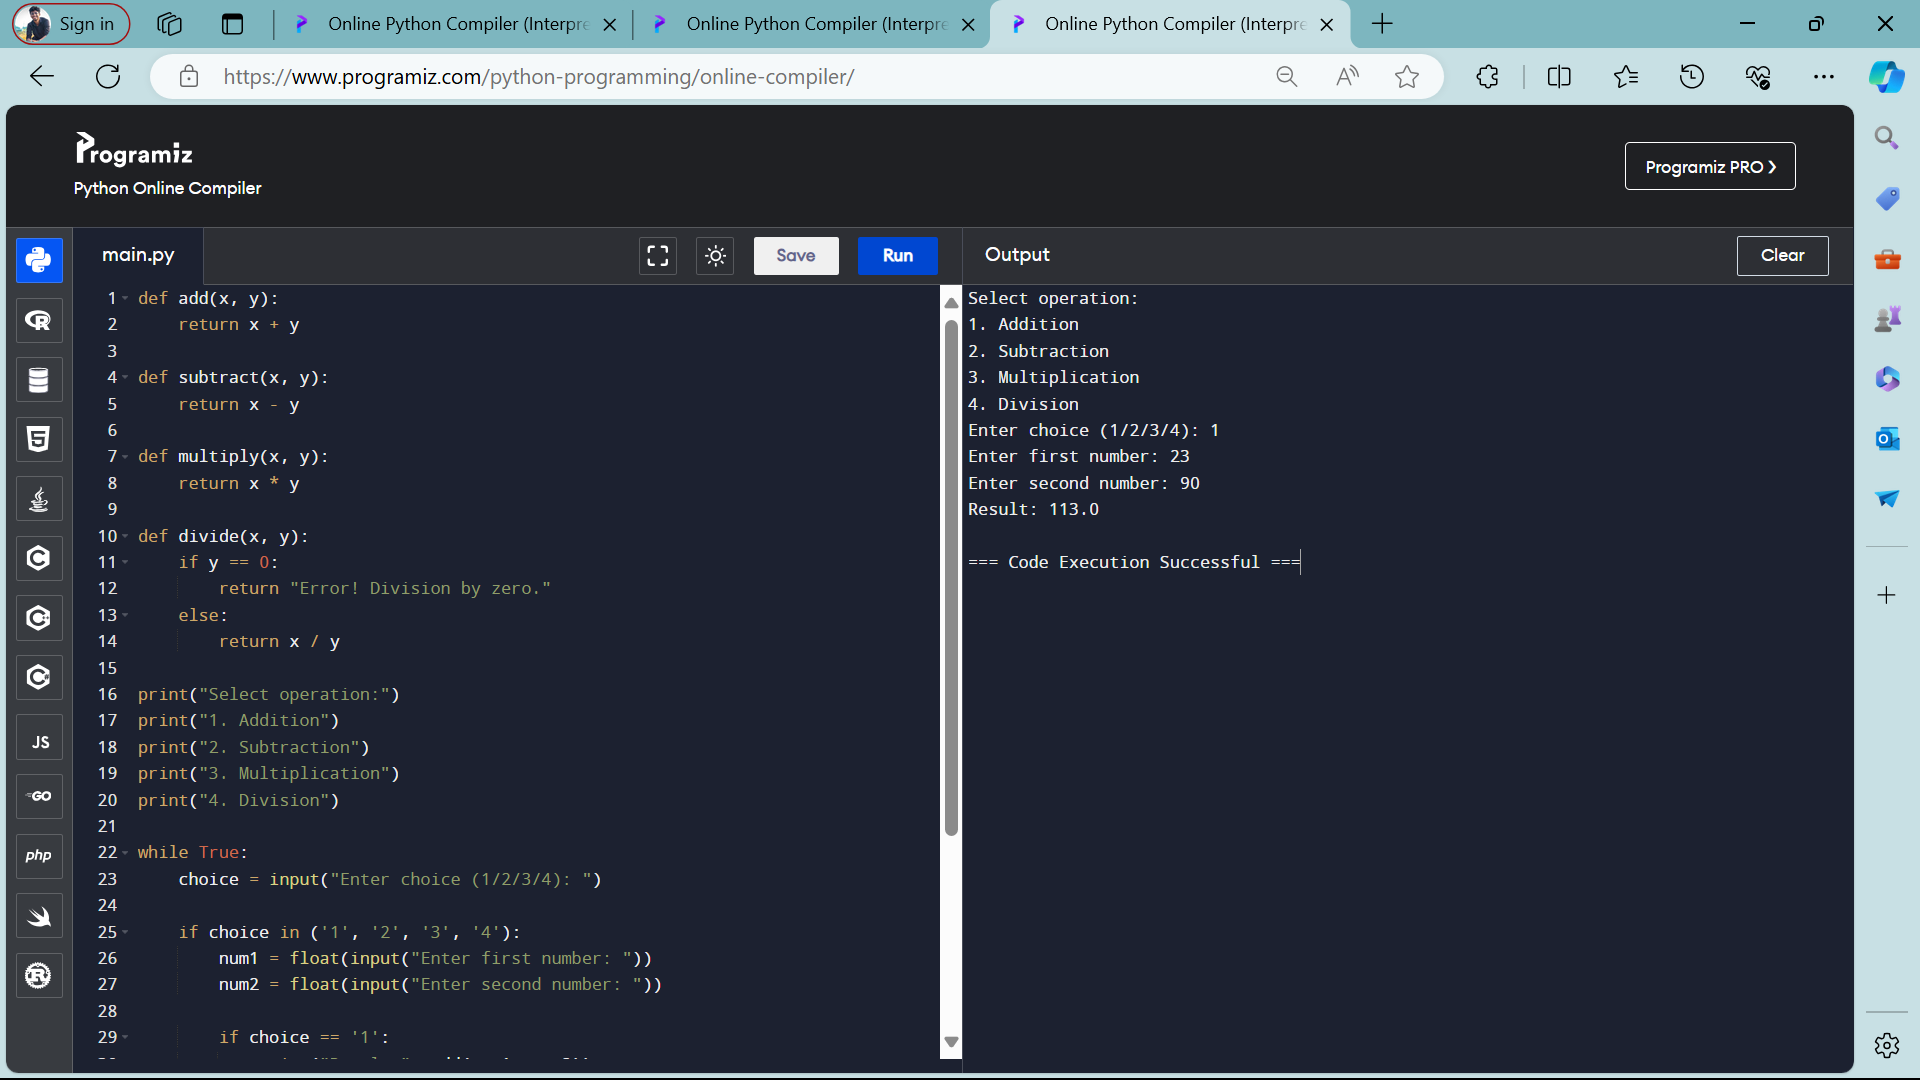 Sign in
Online Python Compiler (Interpre
Online Python Compiler (Interpre
Online Python Compiler (Interpre
https://www.programiz.com/python-programming/online-compiler/
Programiz
Python Online Compiler
Programiz PRO ❯
main.py
Save
Run
Output
Clear
1 def add(x, y):
2     return x + y
3
4 def subtract(x, y):
5     return x - y
6
7 def multiply(x, y):
8     return x * y
9
10 def divide(x, y):
11     if y == 0:
12         return "Error! Division by zero."
13     else:
14         return x / y
15
16 print("Select operation:")
17 print("1. Addition")
18 print("2. Subtraction")
19 print("3. Multiplication")
20 print("4. Division")
21
22 while True:
23     choice = input("Enter choice (1/2/3/4): ")
24
25     if choice in ('1', '2', '3', '4'):
26         num1 = float(input("Enter first number: "))
27         num2 = float(input("Enter second number: "))
28
29         if choice == '1':
Select operation:
1. Addition
2. Subtraction
3. Multiplication
4. Division
Enter choice (1/2/3/4): 1
Enter first number: 23
Enter second number: 90
Result: 113.0
=== Code Execution Successful ===
R
5
C
C++
C#
JS
GO
php
R